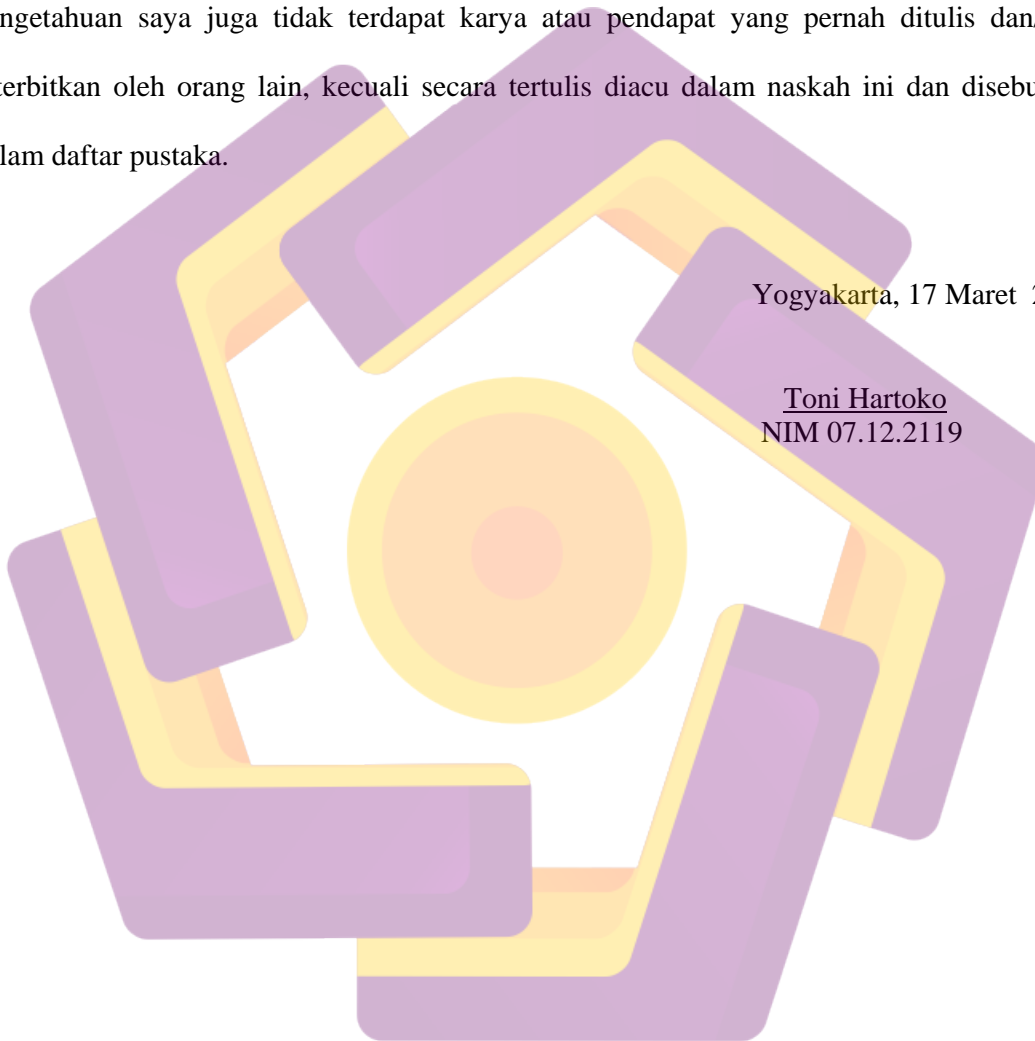 ngetahuan saya juga tidak terdapat karya atau pendapat yang pernah ditulis dan/
terbitkan oleh orang lain, kecuali secara tertulis diacu dalam naskah ini dan disebu
lam daftar pustaka.
Yogyakarta, 17 Maret 2
Toni Hartoko
NIM 07.12.2119